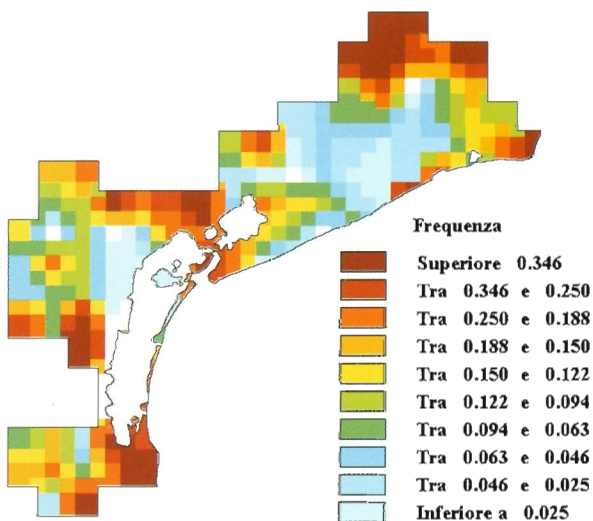 Frequenza
Superiore 0.346
Tra 0.346 e 0.250
Tra 0.250 e 0.188
Tra 0.188 e 0.150
Tra 0.150 e 0.122
Tra 0.122 e 0.094
Tra 0.094 e 0.063
Tra 0.063 e 0.046
Tra 0.046 e 0.025
Inferiore a 0.025